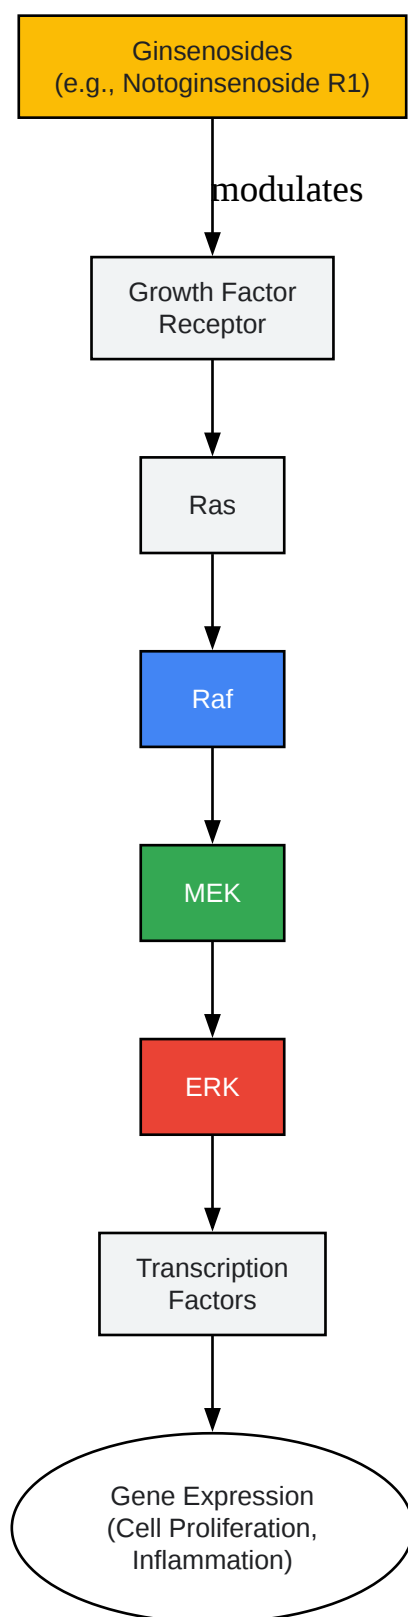 Ginsenosides
(e.g., Notoginsenoside R1)
modulates
Growth Factor
Receptor
Ras
Raf
MEK
ERK
Transcription
Factors
Gene Expression
(Cell Proliferation,
Inflammation)